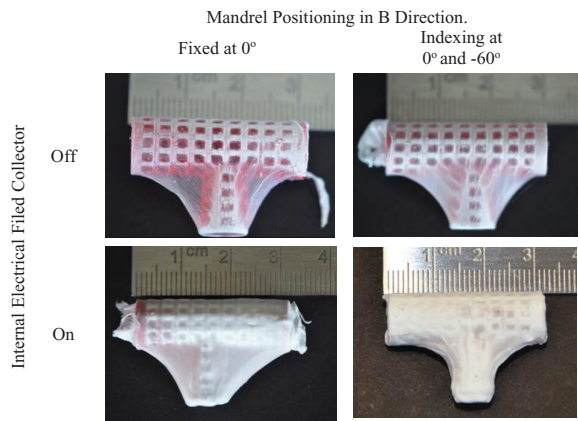 Mandrel Positioning in B Direction.
Fixed at 0º
Indexing at
0º and -60º
Internal Electrical Filed Collector
Off
On
1 cm 2 3
1 cm 2 3
1 cm 2 3 4
1 cm 2 3 4